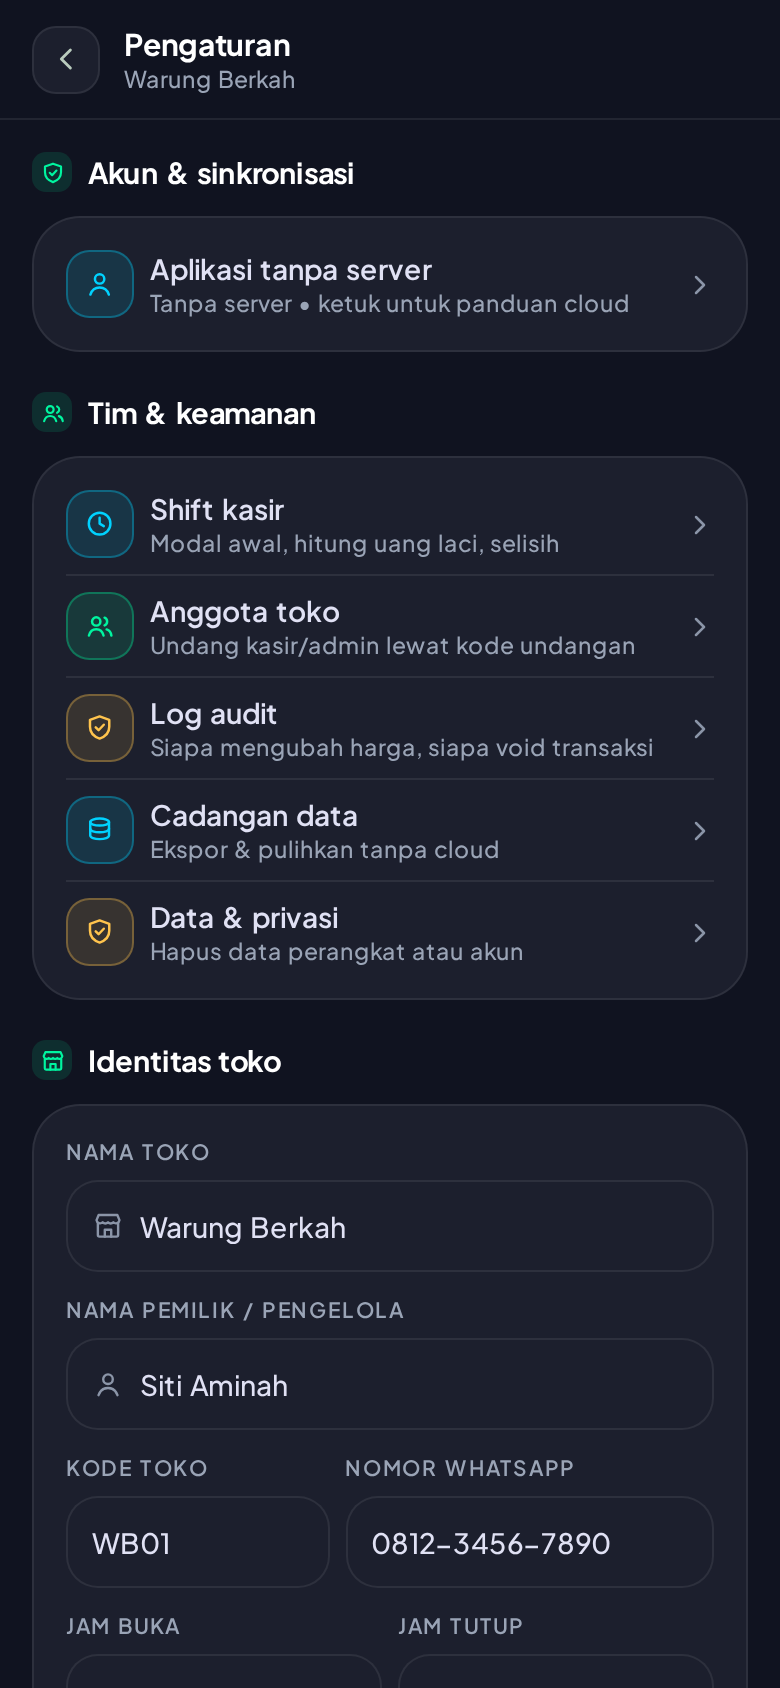 Pengaturan
Warung Berkah
Akun & sinkronisasi
Aplikasi tanpa server
Tanpa server • ketuk untuk panduan cloud
Tim & keamanan
Shift kasir
Modal awal, hitung uang laci, selisih
Anggota toko
Undang kasir/admin lewat kode undangan
Log audit
Siapa mengubah harga, siapa void transaksi
Cadangan data
Ekspor & pulihkan tanpa cloud
Data & privasi
Hapus data perangkat atau akun
Identitas toko
NAMA TOKO
Warung Berkah
NAMA PEMILIK / PENGELOLA
Siti Aminah
KODE TOKO
NOMOR WHATSAPP
WB01
0812-3456-7890
JAM BUKA
JAM TUTUP